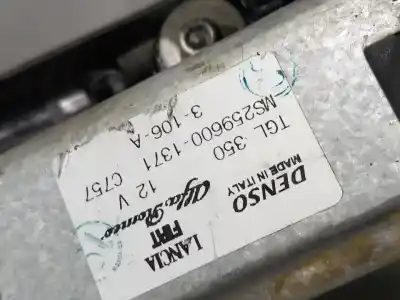 LANCIA
FIAT
Alfa Romeo
DENSO
MADE IN ITALY
12 V C757
TGL 350
MS259600-1371
3-106-A